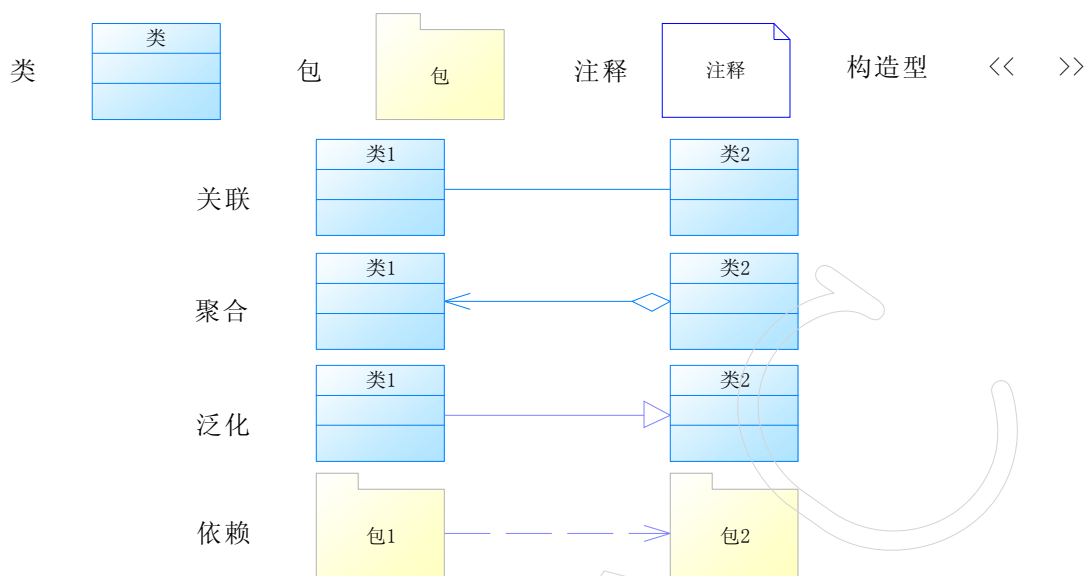 类 类 包 包 注释 注释 构造型 << >>
关联 类1 类2
聚合 类1 类2
泛化 类1 类2
依赖 包1 包2